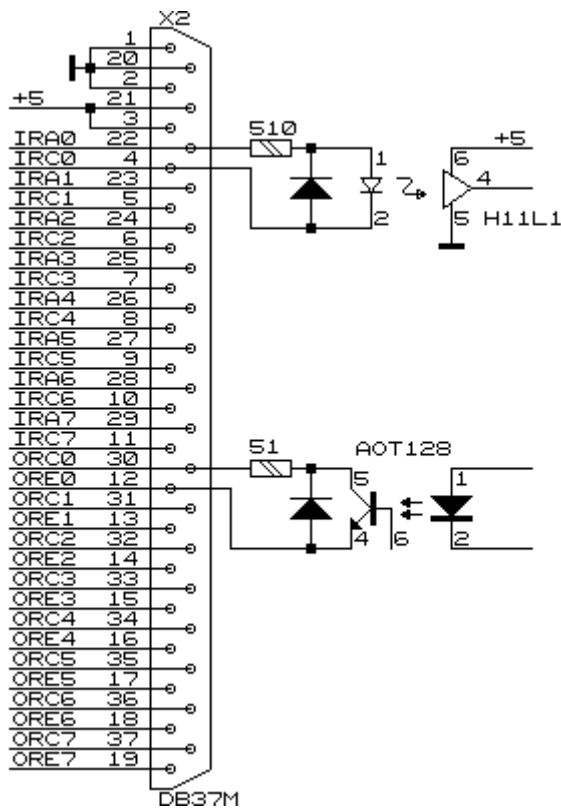 X2
1
20
2
+5 21
3
IRA0 22
IRC0 4
IRA1 23
IRC1 5
IRA2 24
IRC2 6
IRA3 25
IRC3 7
IRA4 26
IRC4 8
IRA5 27
IRC5 9
IRA6 28
IRC6 10
IRA7 29
IRC7 11
ORC0 30
ORE0 12
ORC1 31
ORE1 13
ORC2 32
ORE2 14
ORC3 33
ORE3 15
ORC4 34
ORE4 16
ORC5 35
ORE5 17
ORC6 36
ORE6 18
ORC7 37
ORE7 19
DB37M
510
1
2
+5
6
4
5 H11L1
51
AOT128
5
4 6
1
2